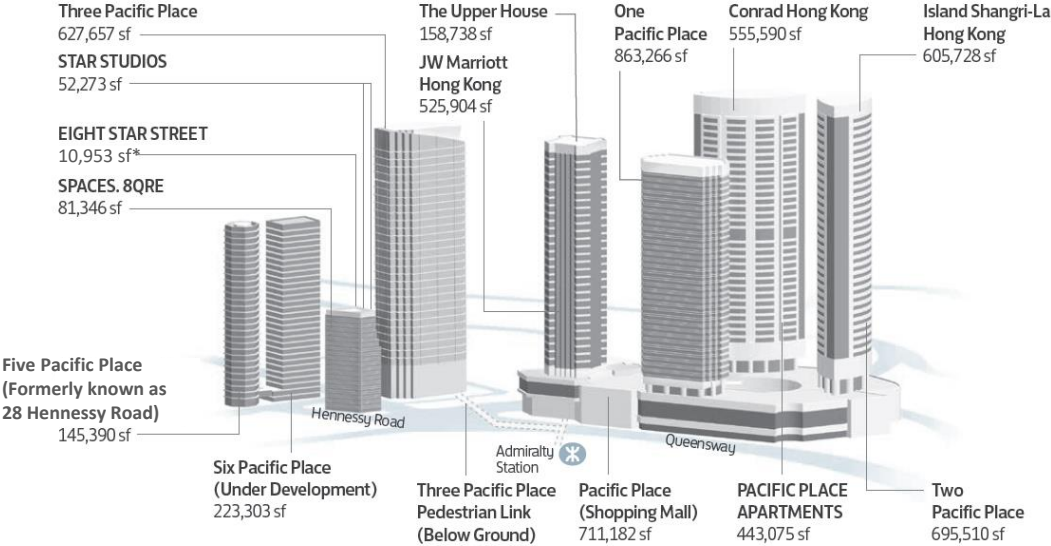 Three Pacific Place
627,657 sf
STAR STUDIOS
52,273 sf
EIGHT STAR STREET
10,953 sf*
SPACES. 8QRE
81,346 sf
The Upper House
158,738 sf
JW Marriott
Hong Kong
525,904 sf
One
Pacific Place
863,266 sf
Conrad Hong Kong
555,590 sf
Island Shangri-La
Hong Kong
605,728 sf
Five Pacific Place
(Formerly known as
28 Hennessy Road)
145,390 sf
Hennessy Road
Queensway
Admiralty
Station
Six Pacific Place
(Under Development)
223,303 sf
Three Pacific Place
Pedestrian Link
(Below Ground)
Pacific Place
(Shopping Mall)
711,182 sf
PACIFIC PLACE
APARTMENTS
443,075 sf
Two
Pacific Place
695,510 sf